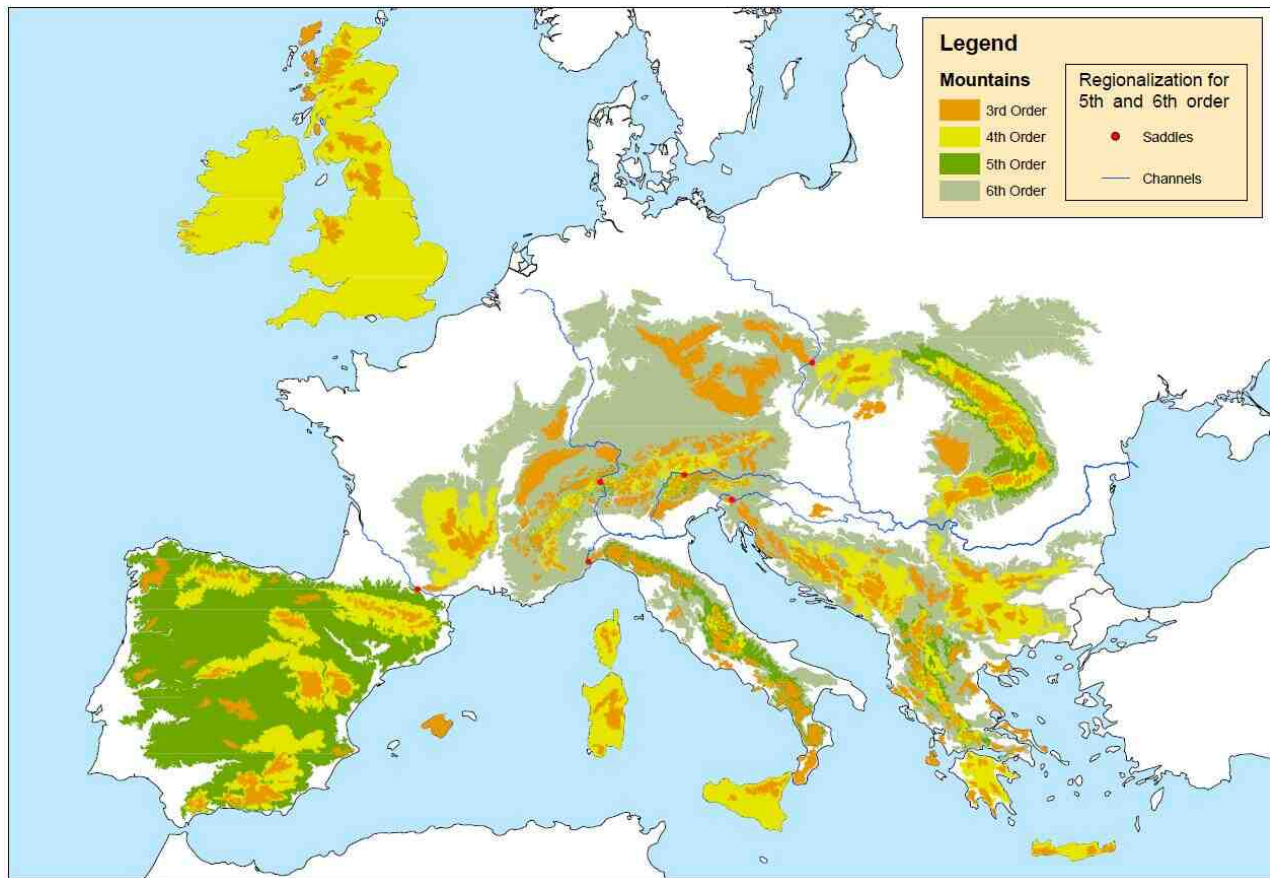 Legend
Mountains
3rd Order
4th Order
5th Order
6th Order
Regionalization for
5th and 6th order
Saddles
Channels